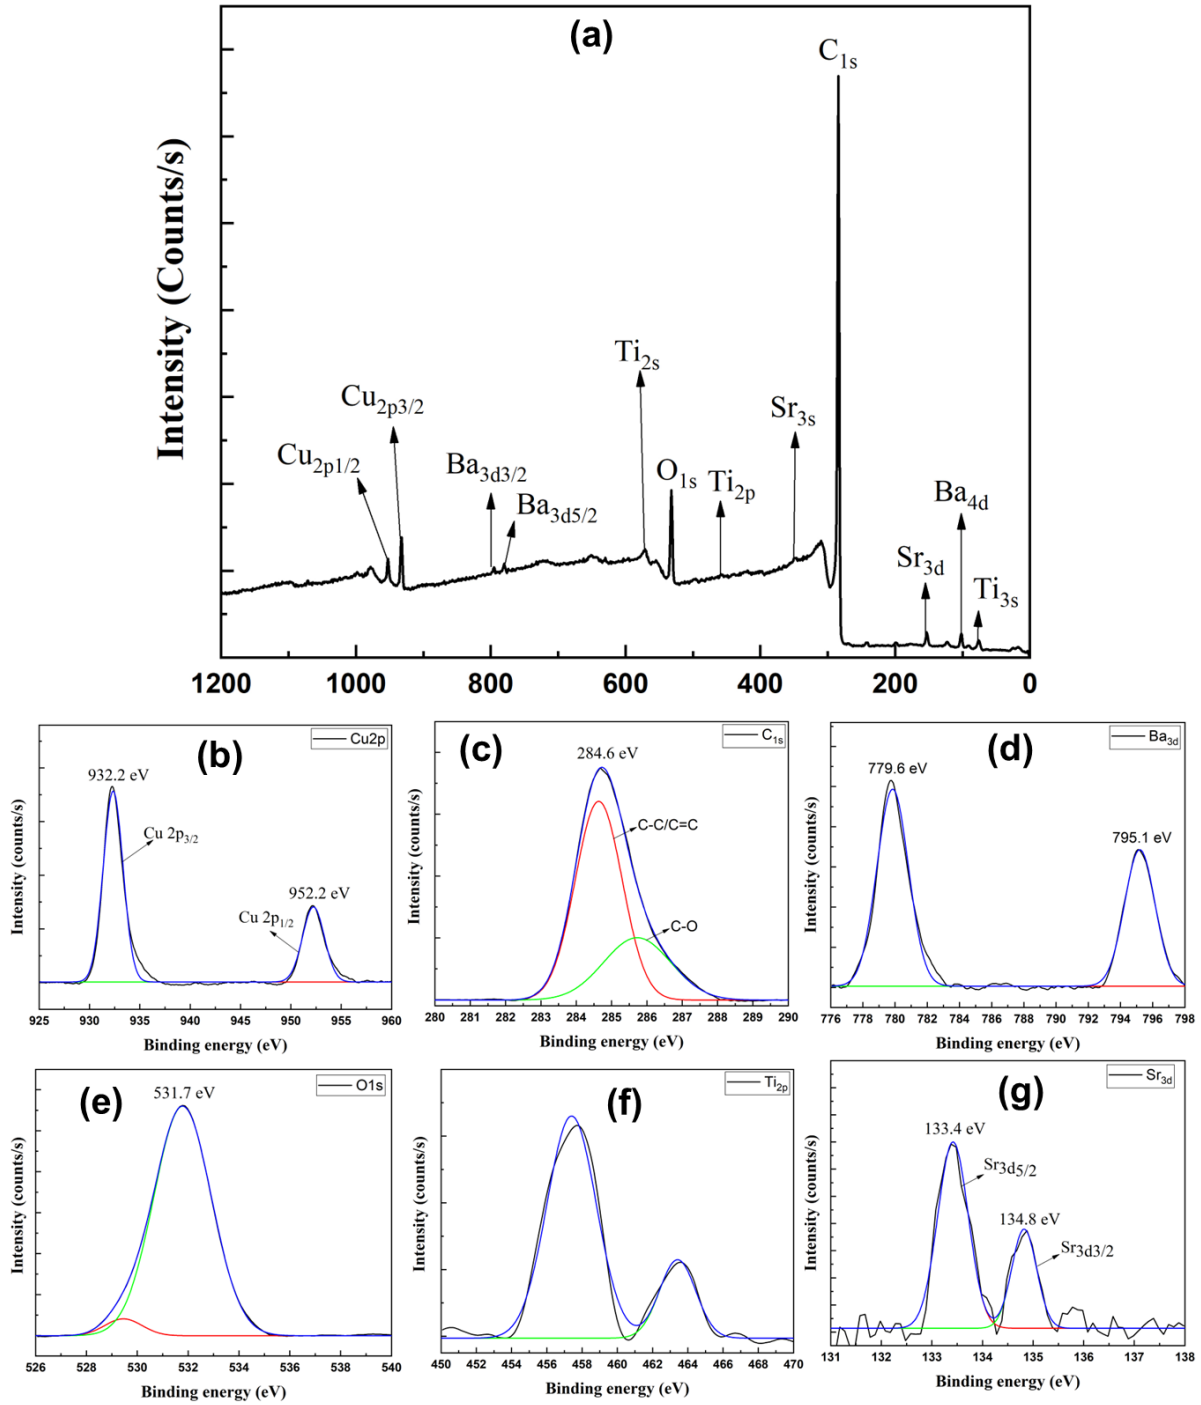 (a)
C1s
Intensity (Counts/s)
Ti2s
Cu2p3/2
Sr3s
Cu2p1/2
Ba3d3/2
O1s
Ti2p
Ba4d
Ba3d5/2
Sr3d
Ti3s
1200 1000 800 600 400 200 0
(b)
Cu2p
932.2 eV
Cu 2p3/2
952.2 eV
Cu 2p1/2
Intensity (counts/s)
925 930 935 940 945 950 955 960
Binding energy (eV)
(c)
C1s
284.6 eV
C-C/C=C
C-O
Intensity (counts/s)
280 281 282 283 284 285 286 287 288 289 290
Binding energy (eV)
(d)
Ba3d
779.6 eV
795.1 eV
Intensity (counts/s)
776 778 780 782 784 786 788 790 792 794 796 798
Binding energy (eV)
(e)
O1s
531.7 eV
Intensity (counts/s)
526 528 530 532 534 536 538 540
Binding energy (eV)
(f)
Ti2p
Intensity (counts/s)
450 452 454 456 458 460 462 464 466 468 470
Binding energy (eV)
(g)
Sr3d
133.4 eV
Sr3d5/2
134.8 eV
Sr3d3/2
Intensity (counts/s)
131 132 133 134 135 136 137 138
Binding energy (eV)